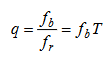 q = f_b / f_r = f_b T